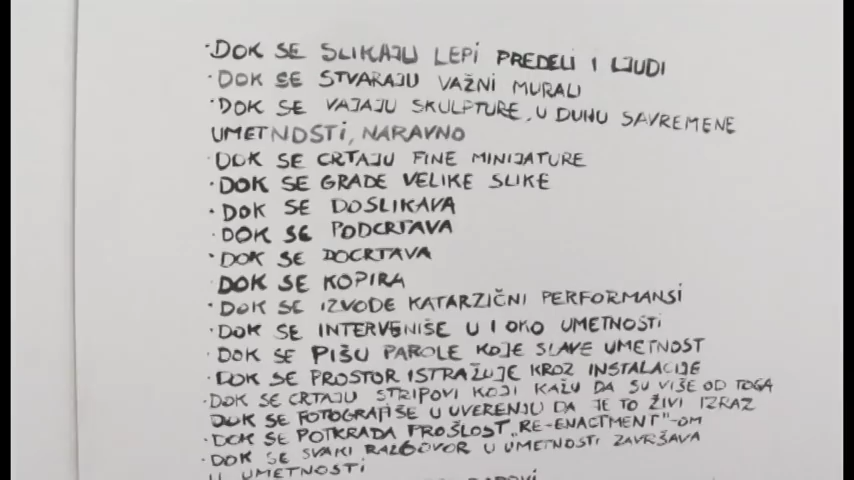 ·DOK SE SLIKAJU LEPI PREDELI I LJUDI
·DOK SE STVARAJU VAŽNI MURALI
·DOK SE VAJAJU SKULPTURE, U DUHU SAVREMENE
UMETNOSTI, NARAVNO
·DOK SE CRTAJU FINE MINIJATURE
·DOK SE GRADE VELIKE SLIKE
·DOK SE DOSLIKAVA
·DOK SE PODCRTAVA
·DOK SE DOCRTAVA
·DOK SE KOPIRA
·DOK SE IZVODE KATARZIČNI PERFORMANSI
·DOK SE INTERVENIŠE U I OKO UMETNOSTI
·DOK SE PIŠU PAROLE KOJE SLAVE UMETNOST
·DOK SE PROSTOR ISTRAŽUJE KROZ INSTALACIJE
·DOK SE CRTAJU STRIPOVI KOJI KAŽU DA SU VIŠE OD TOGA
·DOK SE FOTOGRAFIŠE U UVERENJU DA JE TO ŽIVI IZRAZ
·DOK SE POTKRADA PROŠLOST „RE-ENACTMENT"-OM
·DOK SE SVAKI RAZGOVOR U UMETNOSTI ZAVRŠAVA
U UMETNOSTI